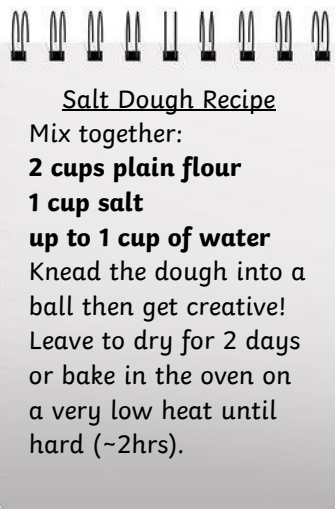 Salt Dough Recipe
Mix together:
2 cups plain flour
1 cup salt
up to 1 cup of water
Knead the dough into a
ball then get creative!
Leave to dry for 2 days
or bake in the oven on
a very low heat until
hard (~2hrs).